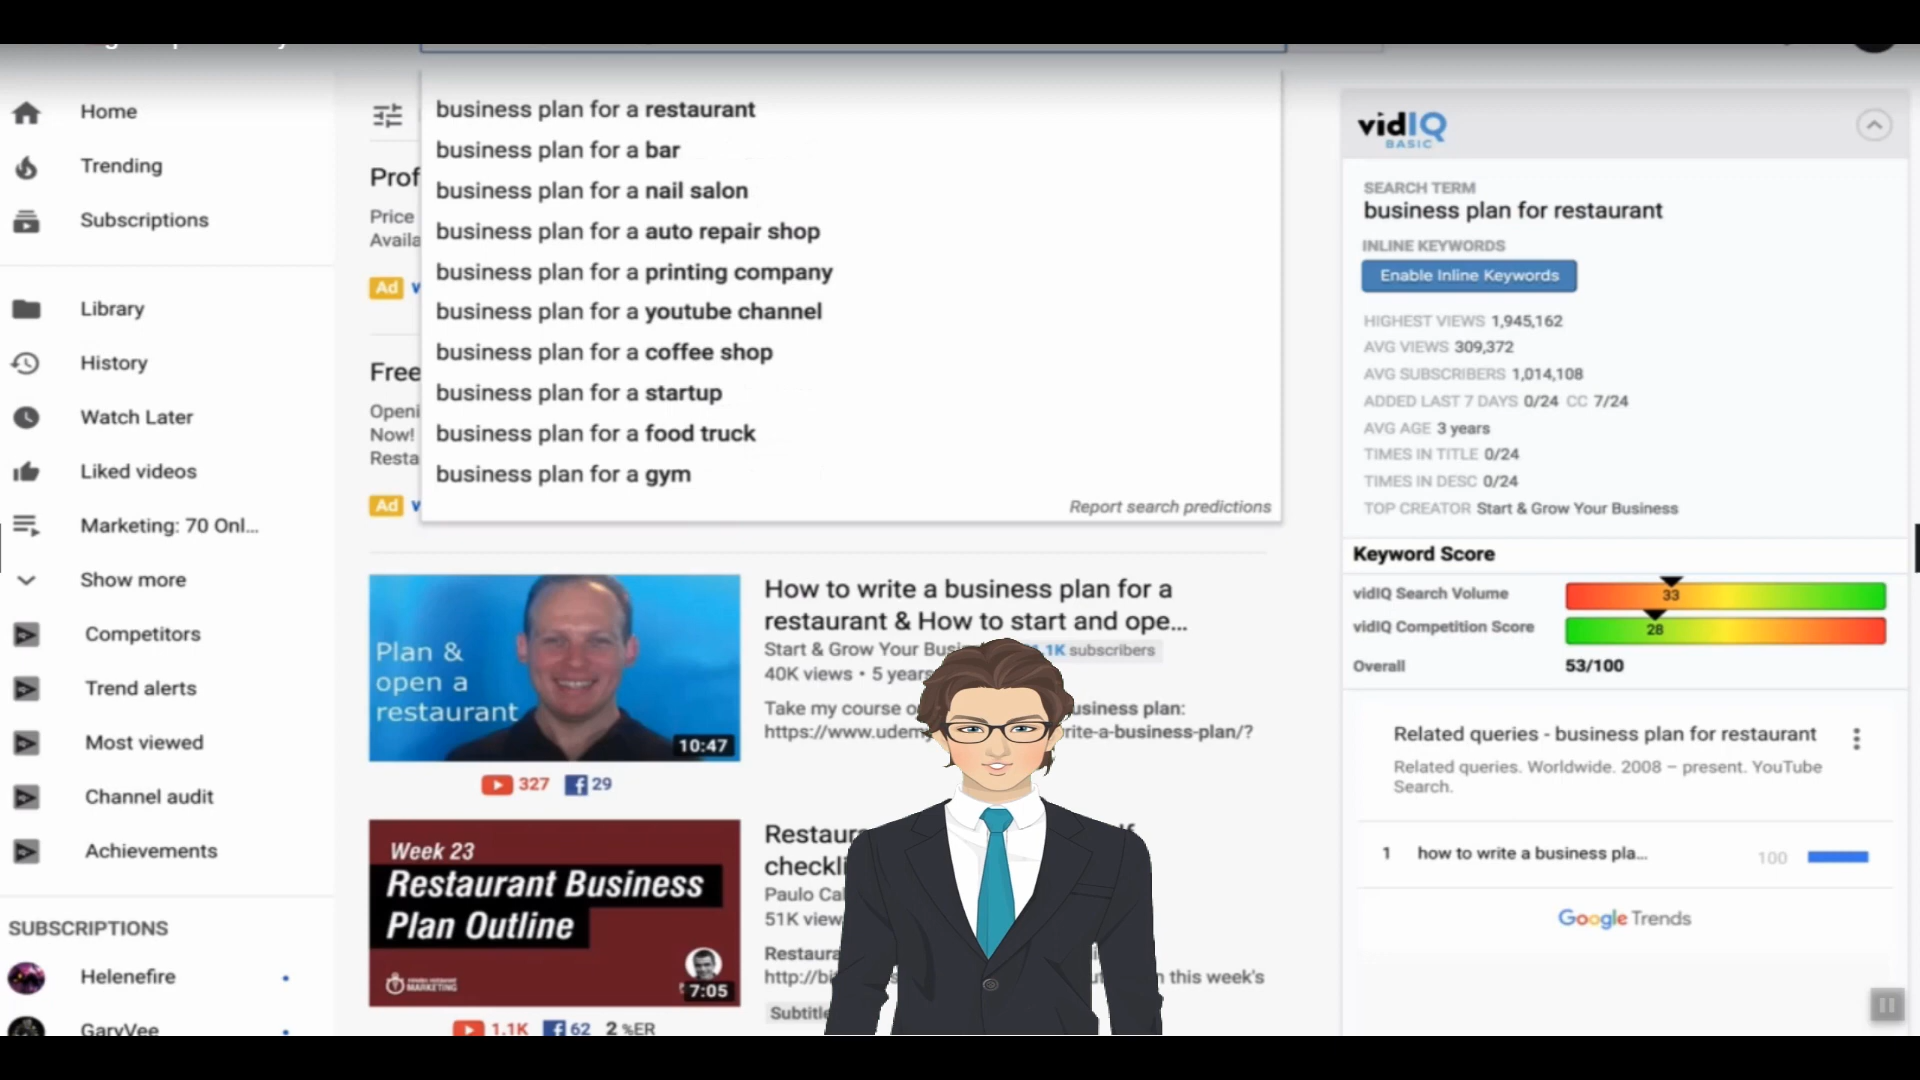 Home
Trending
Subscriptions
Library
History
Watch Later
Liked videos
Marketing: 70 Onl...
Show more
Competitors
Trend alerts
Most viewed
Channel audit
Achievements
SUBSCRIPTIONS
Helenefire
GaryVee
business plan for a restaurant
business plan for a bar
business plan for a nail salon
business plan for a auto repair shop
business plan for a printing company
business plan for a youtube channel
business plan for a coffee shop
business plan for a startup
business plan for a food truck
business plan for a gym
Report search predictions
Prof
Price
Availa
Ad
Free
Openi
Now!
Resta
Ad
Plan &
open a
restaurant
10:47
327 29
How to write a business plan for a
restaurant & How to start and ope...
Start & Grow Your Busi .1K subscribers
40K views • 5 years
Take my course o usiness plan:
https://www.udem rite-a-business-plan/?
Week 23
Restaurant Business
Plan Outline
MARKETING
7:05
1.1K 62 2 %ER
Restaur
checkli
Paulo Cal
51K view
Restaura
http://bi n this week's
Subtitle
vidIQ
BASIC
SEARCH TERM
business plan for restaurant
INLINE KEYWORDS
Enable Inline Keywords
HIGHEST VIEWS 1,945,162
AVG VIEWS 309,372
AVG SUBSCRIBERS 1,014,108
ADDED LAST 7 DAYS 0/24 CC 7/24
AVG AGE 3 years
TIMES IN TITLE 0/24
TIMES IN DESC 0/24
TOP CREATOR Start & Grow Your Business
Keyword Score
vidIQ Search Volume 33
vidIQ Competition Score 28
Overall 53/100
Related queries - business plan for restaurant
Related queries. Worldwide. 2008 – present. YouTube
Search.
1 how to write a business pla... 100
Google Trends